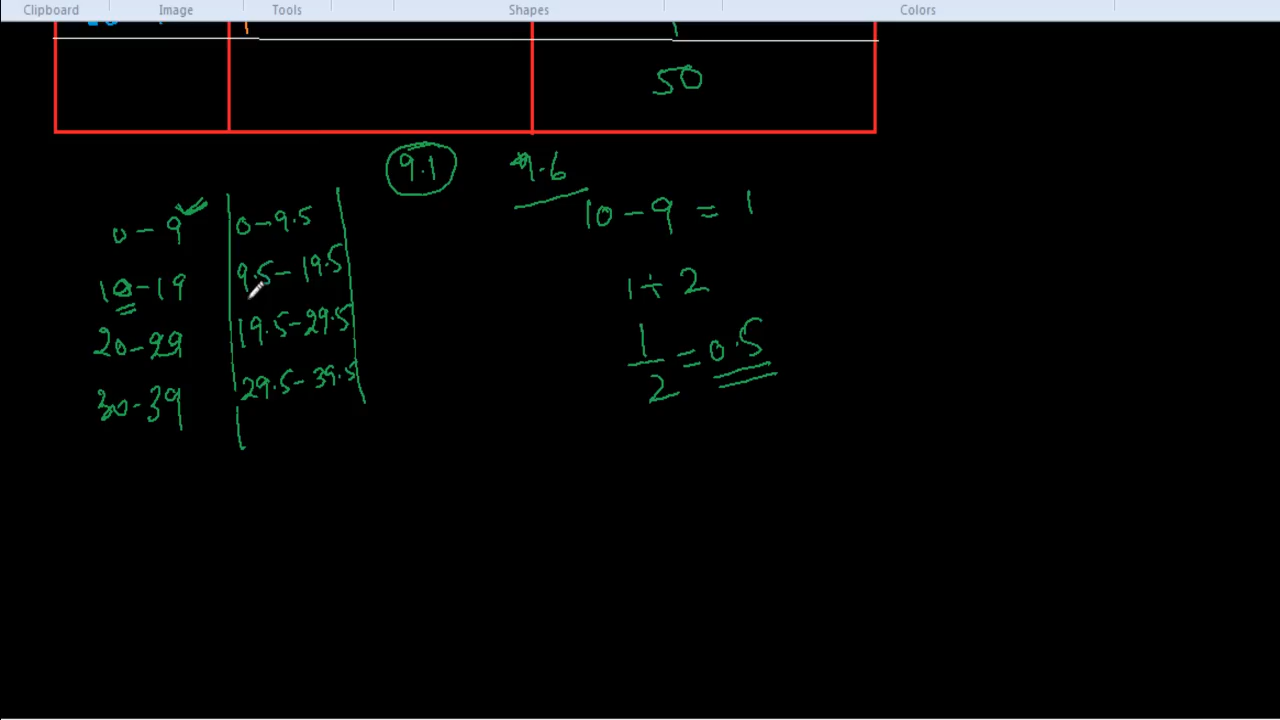 Clipboard Image Tools Shapes Colors
50
9.1 9.6
0-9 0-9.5 10-9 = 1
10-19 9.5-19.5 1÷2
20-29 19.5-29.5 1/2 = 0.5
30-39 29.5-39.5